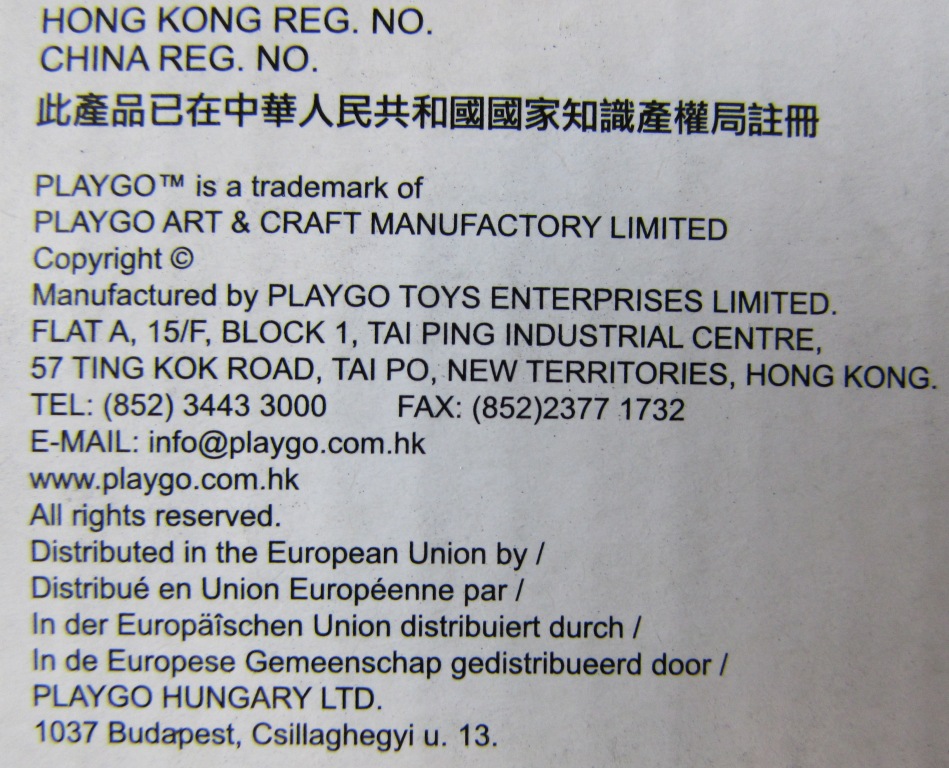 HONG KONG REG. NO.
CHINA REG. NO.
此產品已在中華人民共和國國家知識產權局註冊
PLAYGO™ is a trademark of
PLAYGO ART & CRAFT MANUFACTORY LIMITED
Copyright ©
Manufactured by PLAYGO TOYS ENTERPRISES LIMITED.
FLAT A, 15/F, BLOCK 1, TAI PING INDUSTRIAL CENTRE,
57 TING KOK ROAD, TAI PO, NEW TERRITORIES, HONG KONG.
TEL: (852) 3443 3000 FAX: (852)2377 1732
E-MAIL: info@playgo.com.hk
www.playgo.com.hk
All rights reserved.
Distributed in the European Union by /
Distribué en Union Européenne par /
In der Europäîschen Union distribuiert durch /
In de Europese Gemeenschap gedistribueerd door /
PLAYGO HUNGARY LTD.
1037 Budapest, Csillaghegyi u. 13.